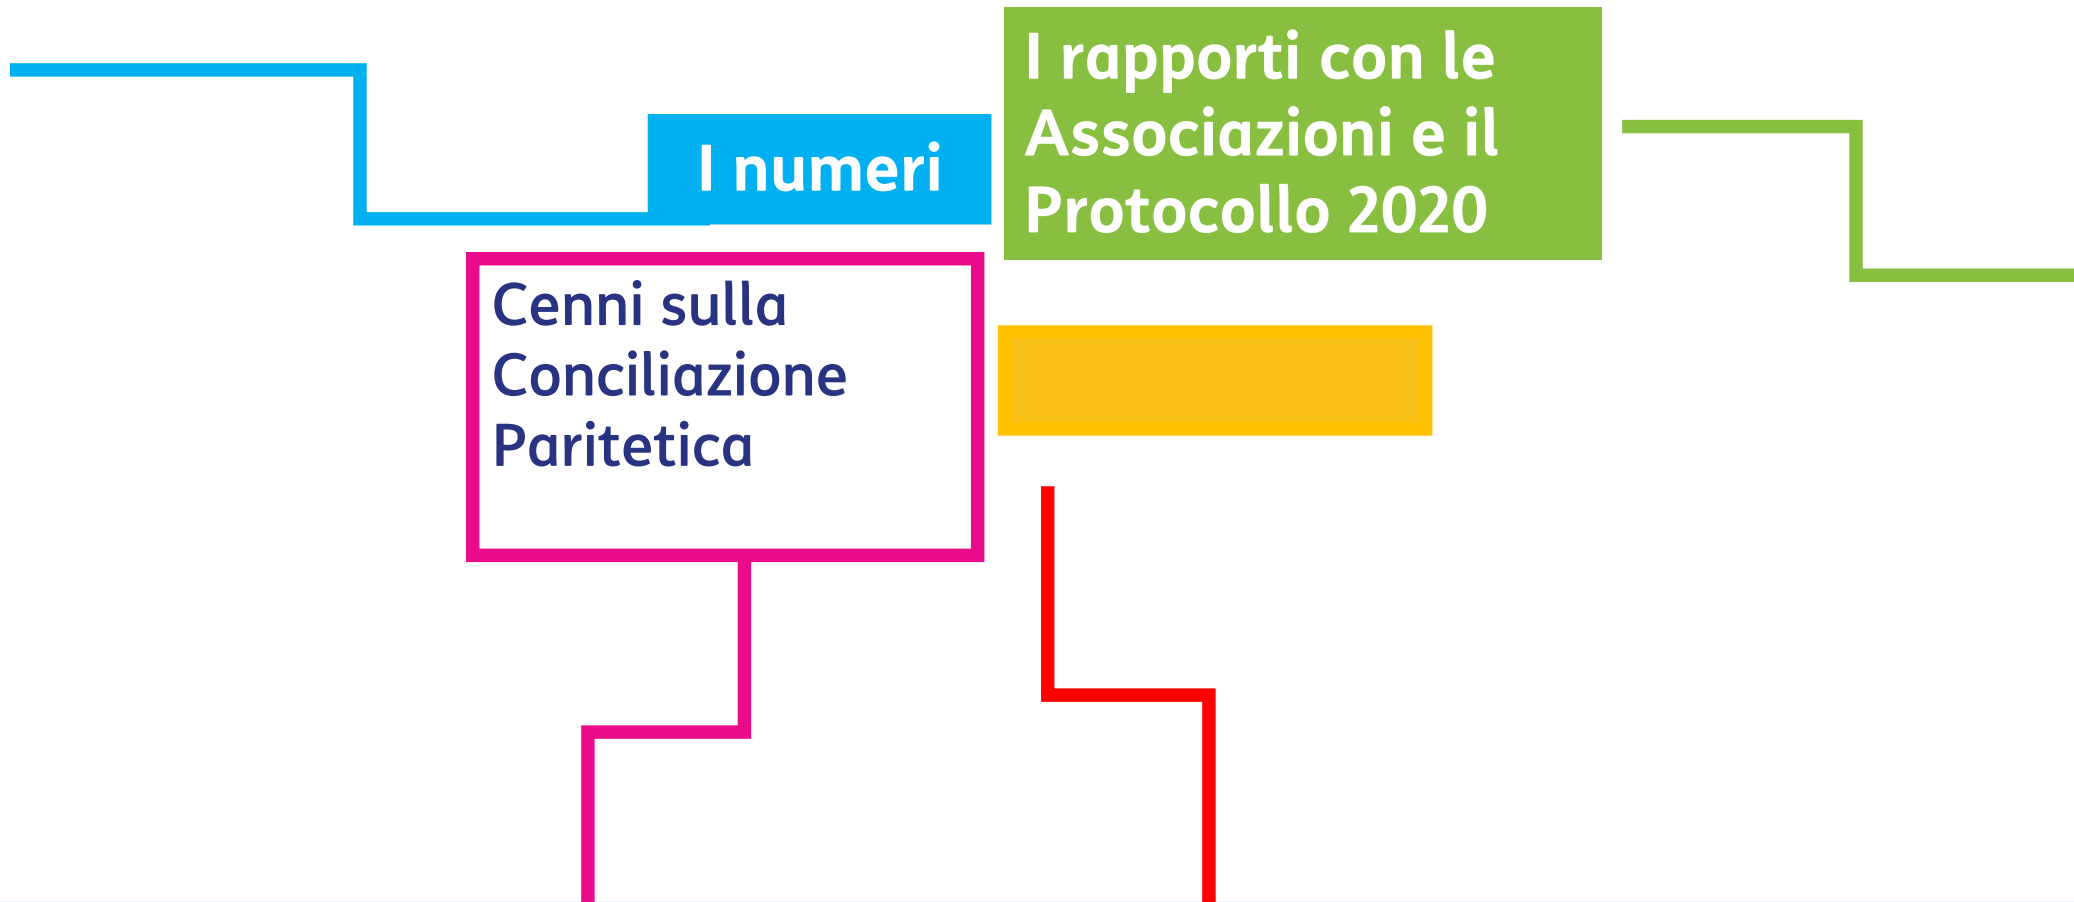 I rapporti con le
Associazioni e il
Protocollo 2020
I numeri
Cenni sulla
Conciliazione
Paritetica